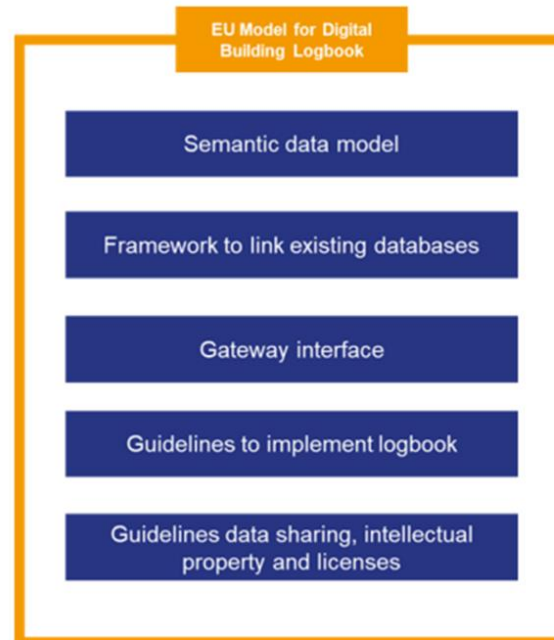 EU Model for Digital
Building Logbook
Semantic data model
Framework to link existing databases
Gateway interface
Guidelines to implement logbook
Guidelines data sharing, intellectual
property and licenses